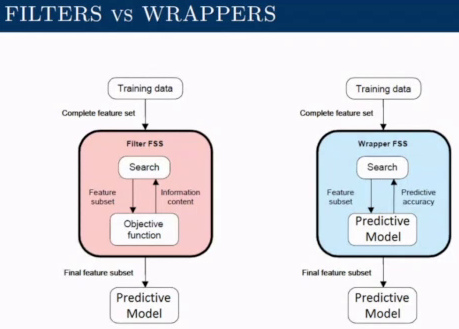 FILTERS VS WRAPPERS
Training data
Complete feature set
Filter FSS
Search
Feature
subset
Information
content
Objective
function
Final feature subset
Predictive
Model
Training data
Complete feature set
Wrapper FSS
Search
Feature
subset
Predictive
accuracy
Predictive
Model
Final feature subset
Predictive
Model